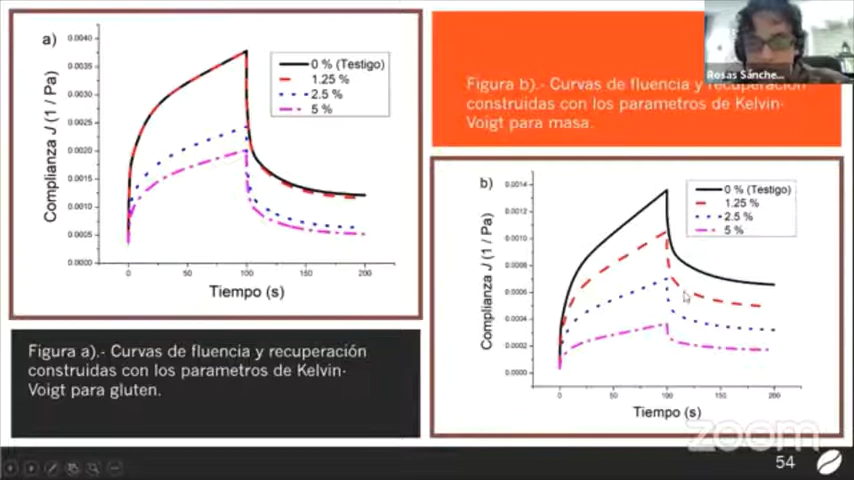 a)
0 % (Testigo)
1.25 %
2.5 %
5 %
Complianza J (1 / Pa)
0.0040
0.0035
0.0030
0.0025
0.0020
0.0015
0.0010
0.0005
0.0000
0
50
100
150
200
Tiempo (s)
Figura a).- Curvas de fluencia y recuperación
construidas con los parametros de Kelvin-
Voigt para gluten.
Rosas Sánche...
Figura b).- Curvas de fluencia y recuperación
construidas con los parametros de Kelvin-
Voigt para masa.
b)
0 % (Testigo)
1.25 %
2.5 %
5 %
Complianza J (1 / Pa)
0.0014
0.0012
0.0010
0.0008
0.0006
0.0004
0.0002
0.0000
0
50
100
150
200
Tiempo (s)
zoom
54